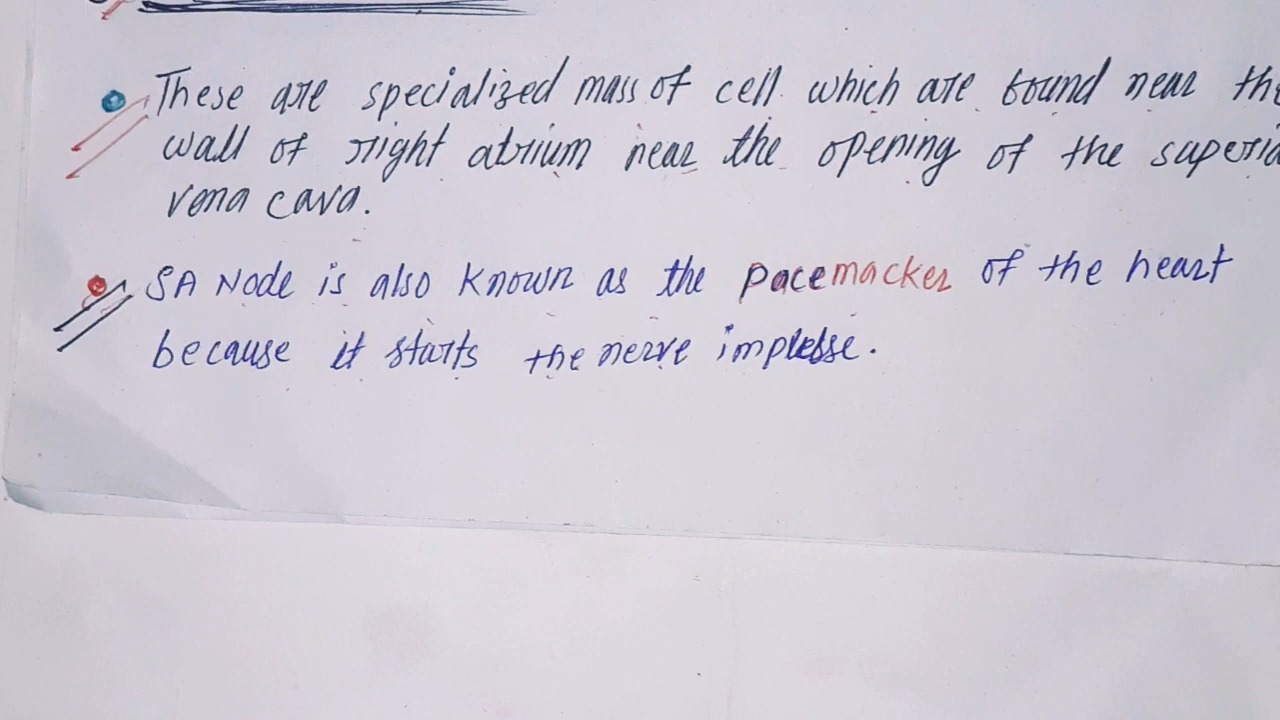 These are specialized mass of cell which are found near th
wall of right atrium near the opening of the superio
vena cava.
SA Node is also known as the pacemacker of the heart
because it starts the nerve implebse.